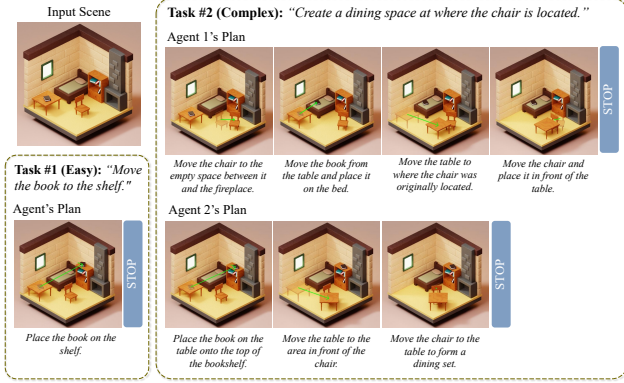 Input Scene
Task #1 (Easy): "Move
the book to the shelf."
Agent's Plan
STOP
Place the book on the
shelf.
Task #2 (Complex): "Create a dining space at where the chair is located."
Agent 1's Plan
STOP
Move the chair to the
empty space between it
and the fireplace.
Move the book from
the table and place it
on the bed.
Move the table to
where the chair was
originally located.
Move the chair and
place it in front of the
table.
Agent 2's Plan
STOP
Place the book on the
table onto the top of
the bookshelf.
Move the table to the
area in front of the
chair.
Move the chair to the
table to form a
dining set.